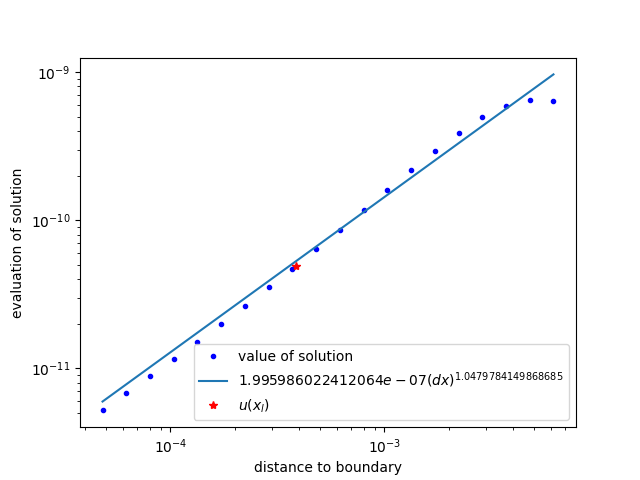 10^{-9}
10^{-10}
10^{-11}
evaluation of solution
value of solution
1.995986022412064e − 07(dx)^{1.0479784149868685}
u(x_l)
10^{-4} 10^{-3}
distance to boundary